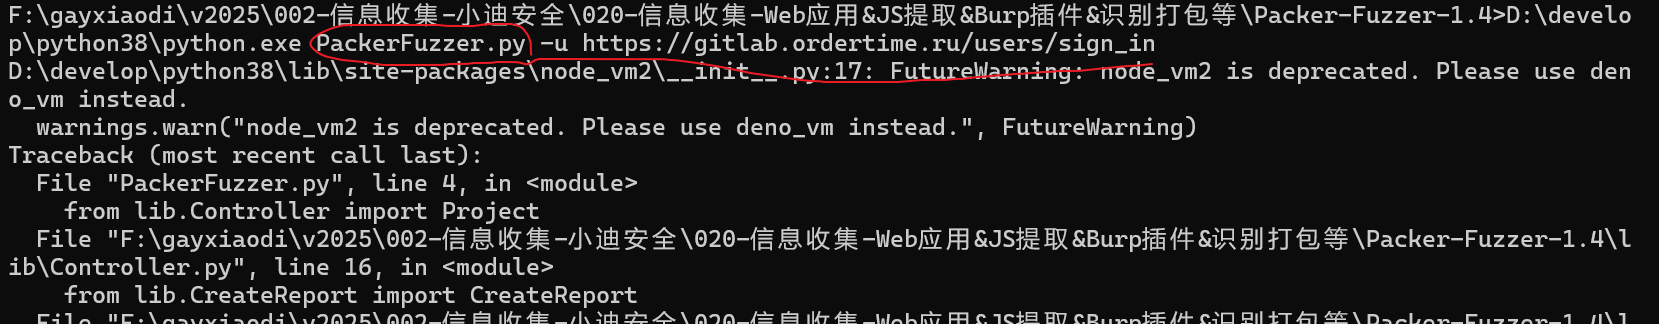 F:\gayxiaodi\v2025\002-信息收集-小迪安全\020-信息收集-Web应用&JS提取&Burp插件&识别打包等\Packer-Fuzzer-1.4>D:\develo
p\python38\python.exe PackerFuzzer.py -u https://gitlab.ordertime.ru/users/sign_in
D:\develop\python38\lib\site-packages\node_vm2\__init__.py:17: FutureWarning: node_vm2 is deprecated. Please use den
o_vm instead.
  warnings.warn("node_vm2 is deprecated. Please use deno_vm instead.", FutureWarning)
Traceback (most recent call last):
  File "PackerFuzzer.py", line 4, in <module>
    from lib.Controller import Project
  File "F:\gayxiaodi\v2025\002-信息收集-小迪安全\020-信息收集-Web应用&JS提取&Burp插件&识别打包等\Packer-Fuzzer-1.4\l
ib\Controller.py", line 16, in <module>
    from lib.CreateReport import CreateReport
  File "F:\gayxiaodi\v2025\002-信息收集-小迪安全\020-信息收集-Web应用&JS提取&Burp插件&识别打包等\Packer-Fuzzer-1.4\l